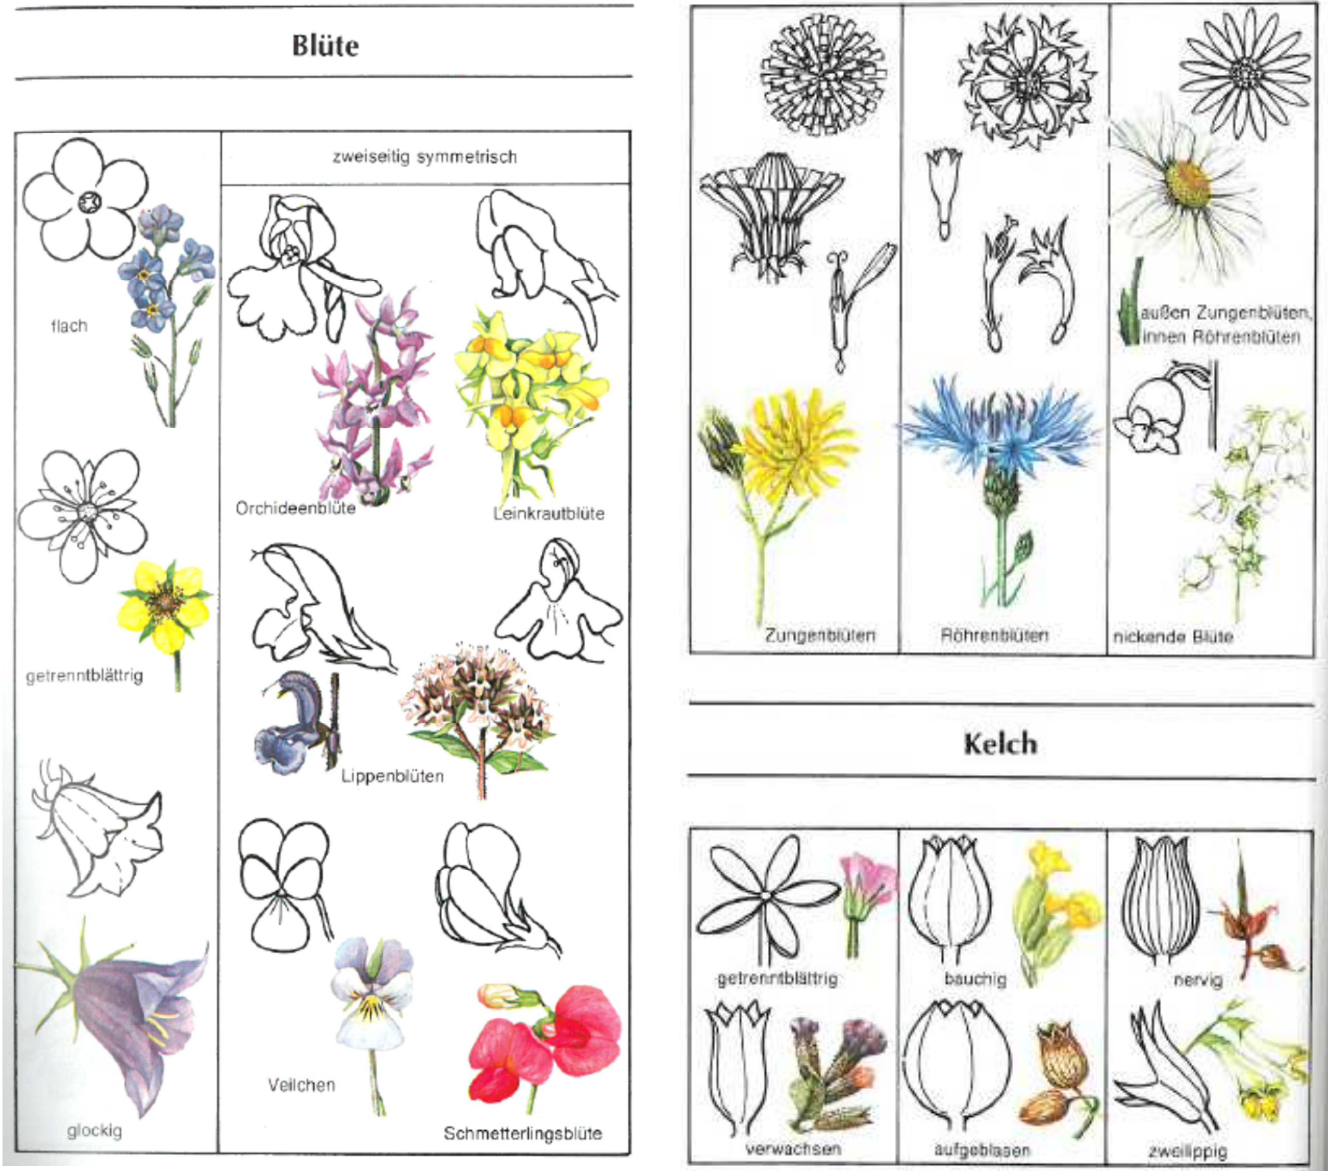 Blüte
zweiseitig symmetrisch
flach
Orchideenblüte
Leinkrautblüte
getrenntblättrig
Lippenblüten
Veilchen
glockig
Schmetterlingsblüte
außen Zungenblüten,
innen Röhrenblüten
Zungenblüten
Röhrenblüten
nickende Blüte
Kelch
getrenntblättrig
bauchig
nervig
verwachsen
aufgeblasen
zweilippig